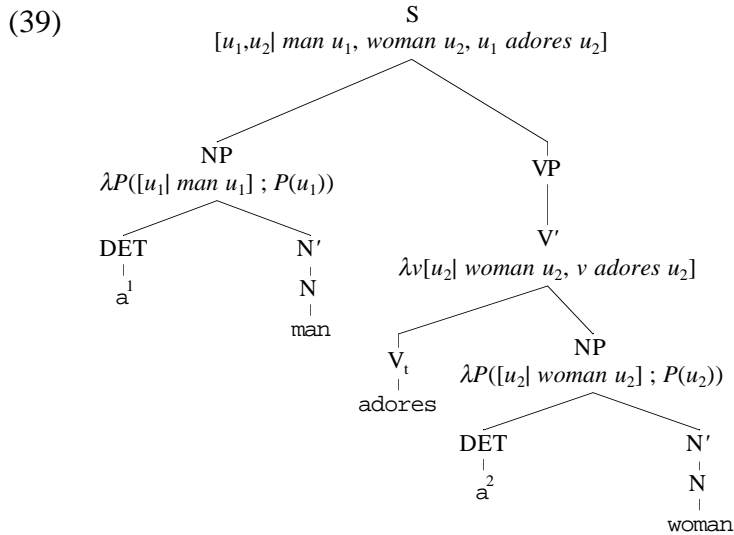 (39)
S
[u₁,u₂| man u₁, woman u₂, u₁ adores u₂]
NP
VP
λP([u₁| man u₁] ; P(u₁))
DET
N′
V′
λv[u₂| woman u₂, v adores u₂]
a¹
N
man
Vₜ
NP
λP([u₂| woman u₂] ; P(u₂))
adores
DET
N′
a²
N
woman